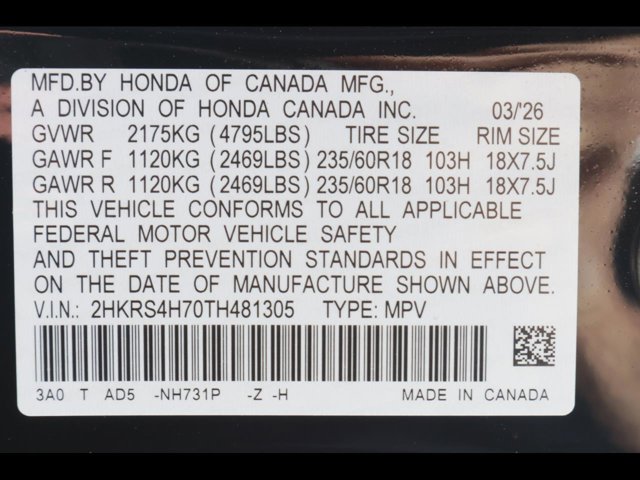 MFD.BY HONDA OF CANADA MFG.,
A DIVISION OF HONDA CANADA INC. 03/'26
GVWR 2175KG (4795LBS) TIRE SIZE RIM SIZE
GAWR F 1120KG (2469LBS) 235/60R18 103H 18X7.5J
GAWR R 1120KG (2469LBS) 235/60R18 103H 18X7.5J
THIS VEHICLE CONFORMS TO ALL APPLICABLE
FEDERAL MOTOR VEHICLE SAFETY
AND THEFT PREVENTION STANDARDS IN EFFECT
ON THE DATE OF MANUFACTURE SHOWN ABOVE.
V.I.N.: 2HKRS4H70TH481305 TYPE: MPV
3A0 T AD5 -NH731P -Z -H MADE IN CANADA